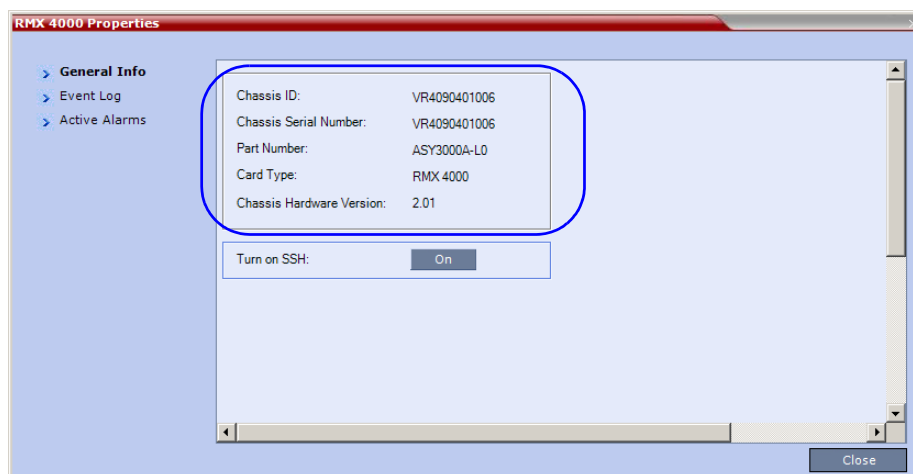 RMX 4000 Properties
General Info
Event Log
Active Alarms
Chassis ID: VR4090401006
Chassis Serial Number: VR4090401006
Part Number: ASY3000A-L0
Card Type: RMX 4000
Chassis Hardware Version: 2.01
Turn on SSH: On
Close